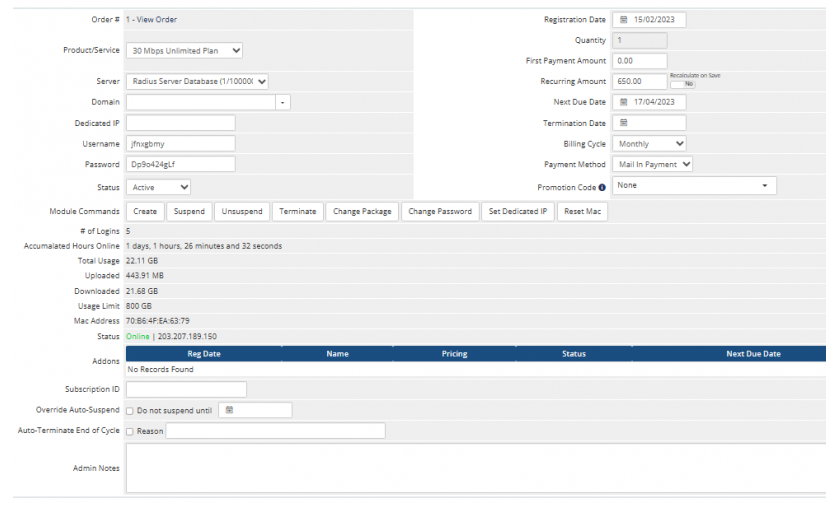 Order # 1 - View Order
Registration Date 15/02/2023
Quantity 1
Product/Service 30 Mbps Unlimited Plan
First Payment Amount 0.00
Server Radius Server Database (1/10000
Recurring Amount 650.00 Recalculate on Save No
Domain
Next Due Date 17/04/2023
Dedicated IP
Termination Date
Username jfnxgbmy
Billing Cycle Monthly
Password Dp9o424gLf
Payment Method Mail In Payment
Status Active
Promotion Code None
Module Commands Create Suspend Unsuspend Terminate Change Package Change Password Set Dedicated IP Reset Mac
# of Logins 5
Accumalated Hours Online 1 days, 1 hours, 26 minutes and 32 seconds
Total Usage 22.11 GB
Uploaded 443.91 MB
Downloaded 21.68 GB
Usage Limit 800 GB
Mac Address 70:B6:4F:EA:63:79
Status Online | 203.207.189.150
Addons Reg Date Name Pricing Status Next Due Date
No Records Found
Subscription ID
Override Auto-Suspend Do not suspend until
Auto-Terminate End of Cycle Reason
Admin Notes